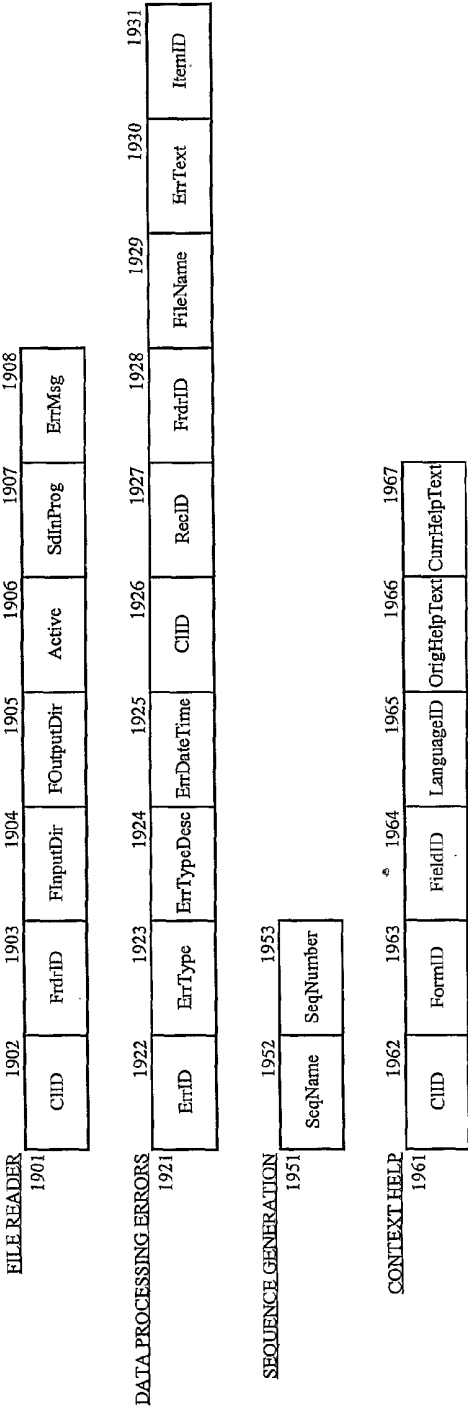 FILE READER
1901
1902 1903 1904 1905 1906 1907 1908
ClID FrdrID FInputDir FOutputDir Active SdInProg ErrMsg
DATA PROCESSING ERRORS
1921
1922 1923 1924 1925 1926 1927 1928 1929 1930 1931
ErrID ErrType ErrTypeDesc ErrDateTime ClID RecID FrdrID FileName ErrText ItemID
SEQUENCE GENERATION
1951
1952 1953
SeqName SeqNumber
CONTEXT HELP
1961
1962 1963 1964 1965 1966 1967
ClID FormID FieldID LanguageID OrigHelpText CurrHelpText